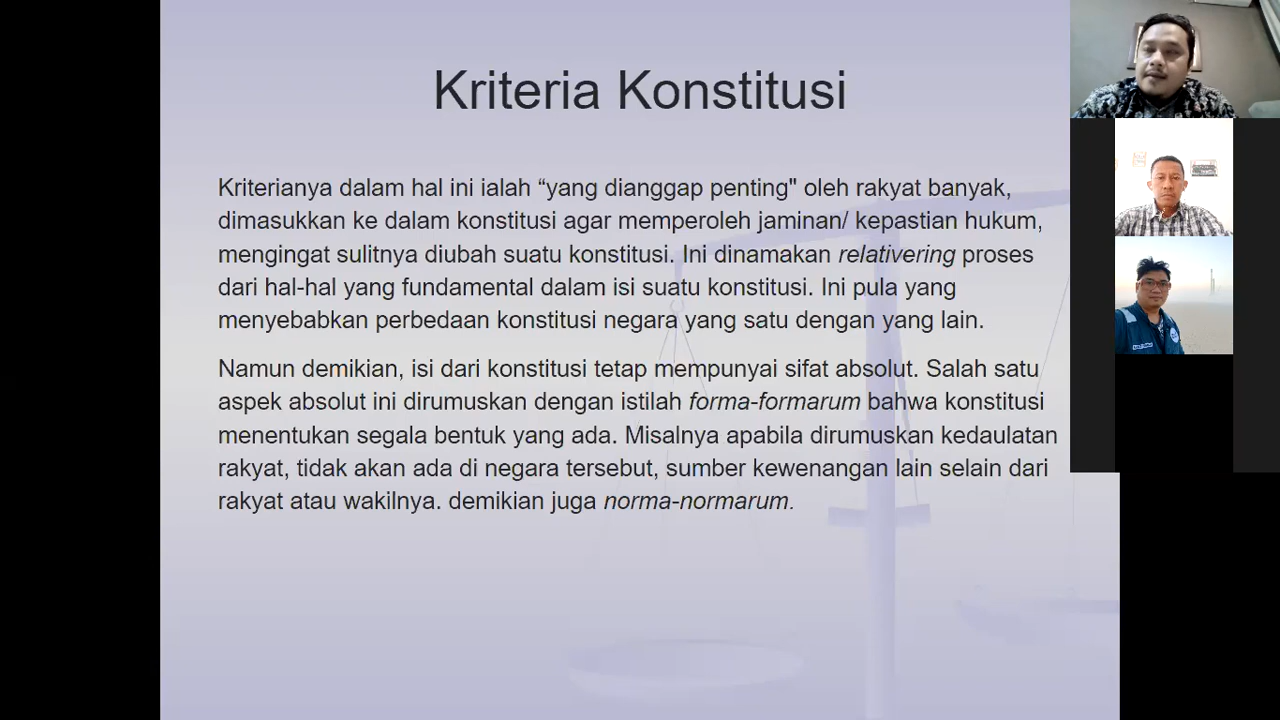 Kriteria Konstitusi
Kriterianya dalam hal ini ialah “yang dianggap penting" oleh rakyat banyak,
dimasukkan ke dalam konstitusi agar memperoleh jaminan/ kepastian hukum,
mengingat sulitnya diubah suatu konstitusi. Ini dinamakan relativering proses
dari hal-hal yang fundamental dalam isi suatu konstitusi. Ini pula yang
menyebabkan perbedaan konstitusi negara yang satu dengan yang lain.
Namun demikian, isi dari konstitusi tetap mempunyai sifat absolut. Salah satu
aspek absolut ini dirumuskan dengan istilah forma-formarum bahwa konstitusi
menentukan segala bentuk yang ada. Misalnya apabila dirumuskan kedaulatan
rakyat, tidak akan ada di negara tersebut, sumber kewenangan lain selain dari
rakyat atau wakilnya. demikian juga norma-normarum.